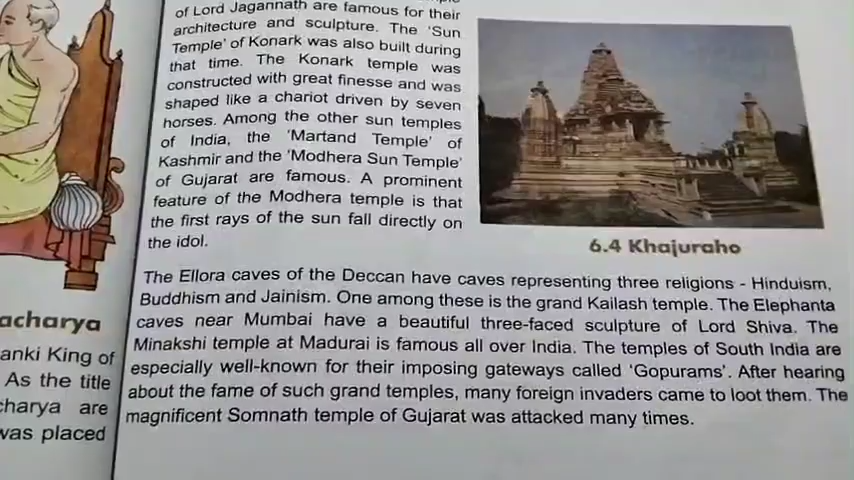 of Lord Jagannath are famous for their
architecture and sculpture. The 'Sun
Temple' of Konark was also built during
that time. The Konark temple was
constructed with great finesse and was
shaped like a chariot driven by seven
horses. Among the other sun temples
of India, the 'Martand Temple' of
Kashmir and the 'Modhera Sun Temple'
of Gujarat are famous. A prominent
feature of the Modhera temple is that
the first rays of the sun fall directly on
the idol.
6.4 Khajuraho
The Ellora caves of the Deccan have caves representing three religions - Hinduism,
Buddhism and Jainism. One among these is the grand Kailash temple. The Elephanta
caves near Mumbai have a beautiful three-faced sculpture of Lord Shiva. The
Minakshi temple at Madurai is famous all over India. The temples of South India are
especially well-known for their imposing gateways called 'Gopurams'. After hearing
about the fame of such grand temples, many foreign invaders came to loot them. The
magnificent Somnath temple of Gujarat was attacked many times.
acharya
anki King of
As the title
charya are
was placed